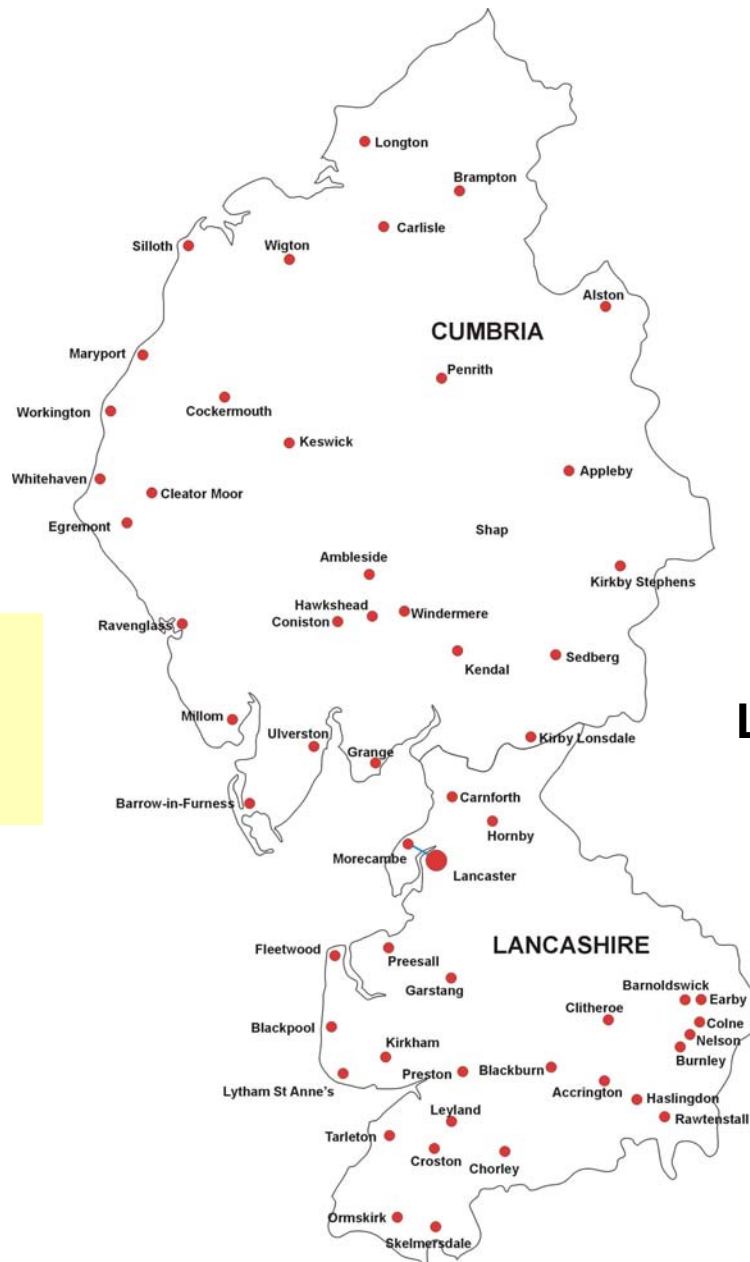 Longton
Brampton
Carlisle
Silloth
Wigton
Alston
CUMBRIA
Maryport
Penrith
Workington
Cockermouth
Keswick
Whitehaven
Cleator Moor
Appleby
Egremont
Shap
Ambleside
Kirkby Stephens
Hawkshead
Windermere
Coniston
Ravenglass
Kendal
Sedberg
Millom
Ulverston
L
Kirby Lonsdale
Grange
Barrow-in-Furness
Carnforth
Hornby
Morecambe
Lancaster
LANCASHIRE
Fleetwood
Preesall
Garstang
Barnoldswick
Earby
Clitheroe
Colne
Blackpool
Nelson
Kirkham
Burnley
Preston
Blackburn
Lytham St Anne's
Accrington
Haslingdon
Leyland
Rawtenstall
Tarleton
Croston
Chorley
Ormskirk
Skelmersdale